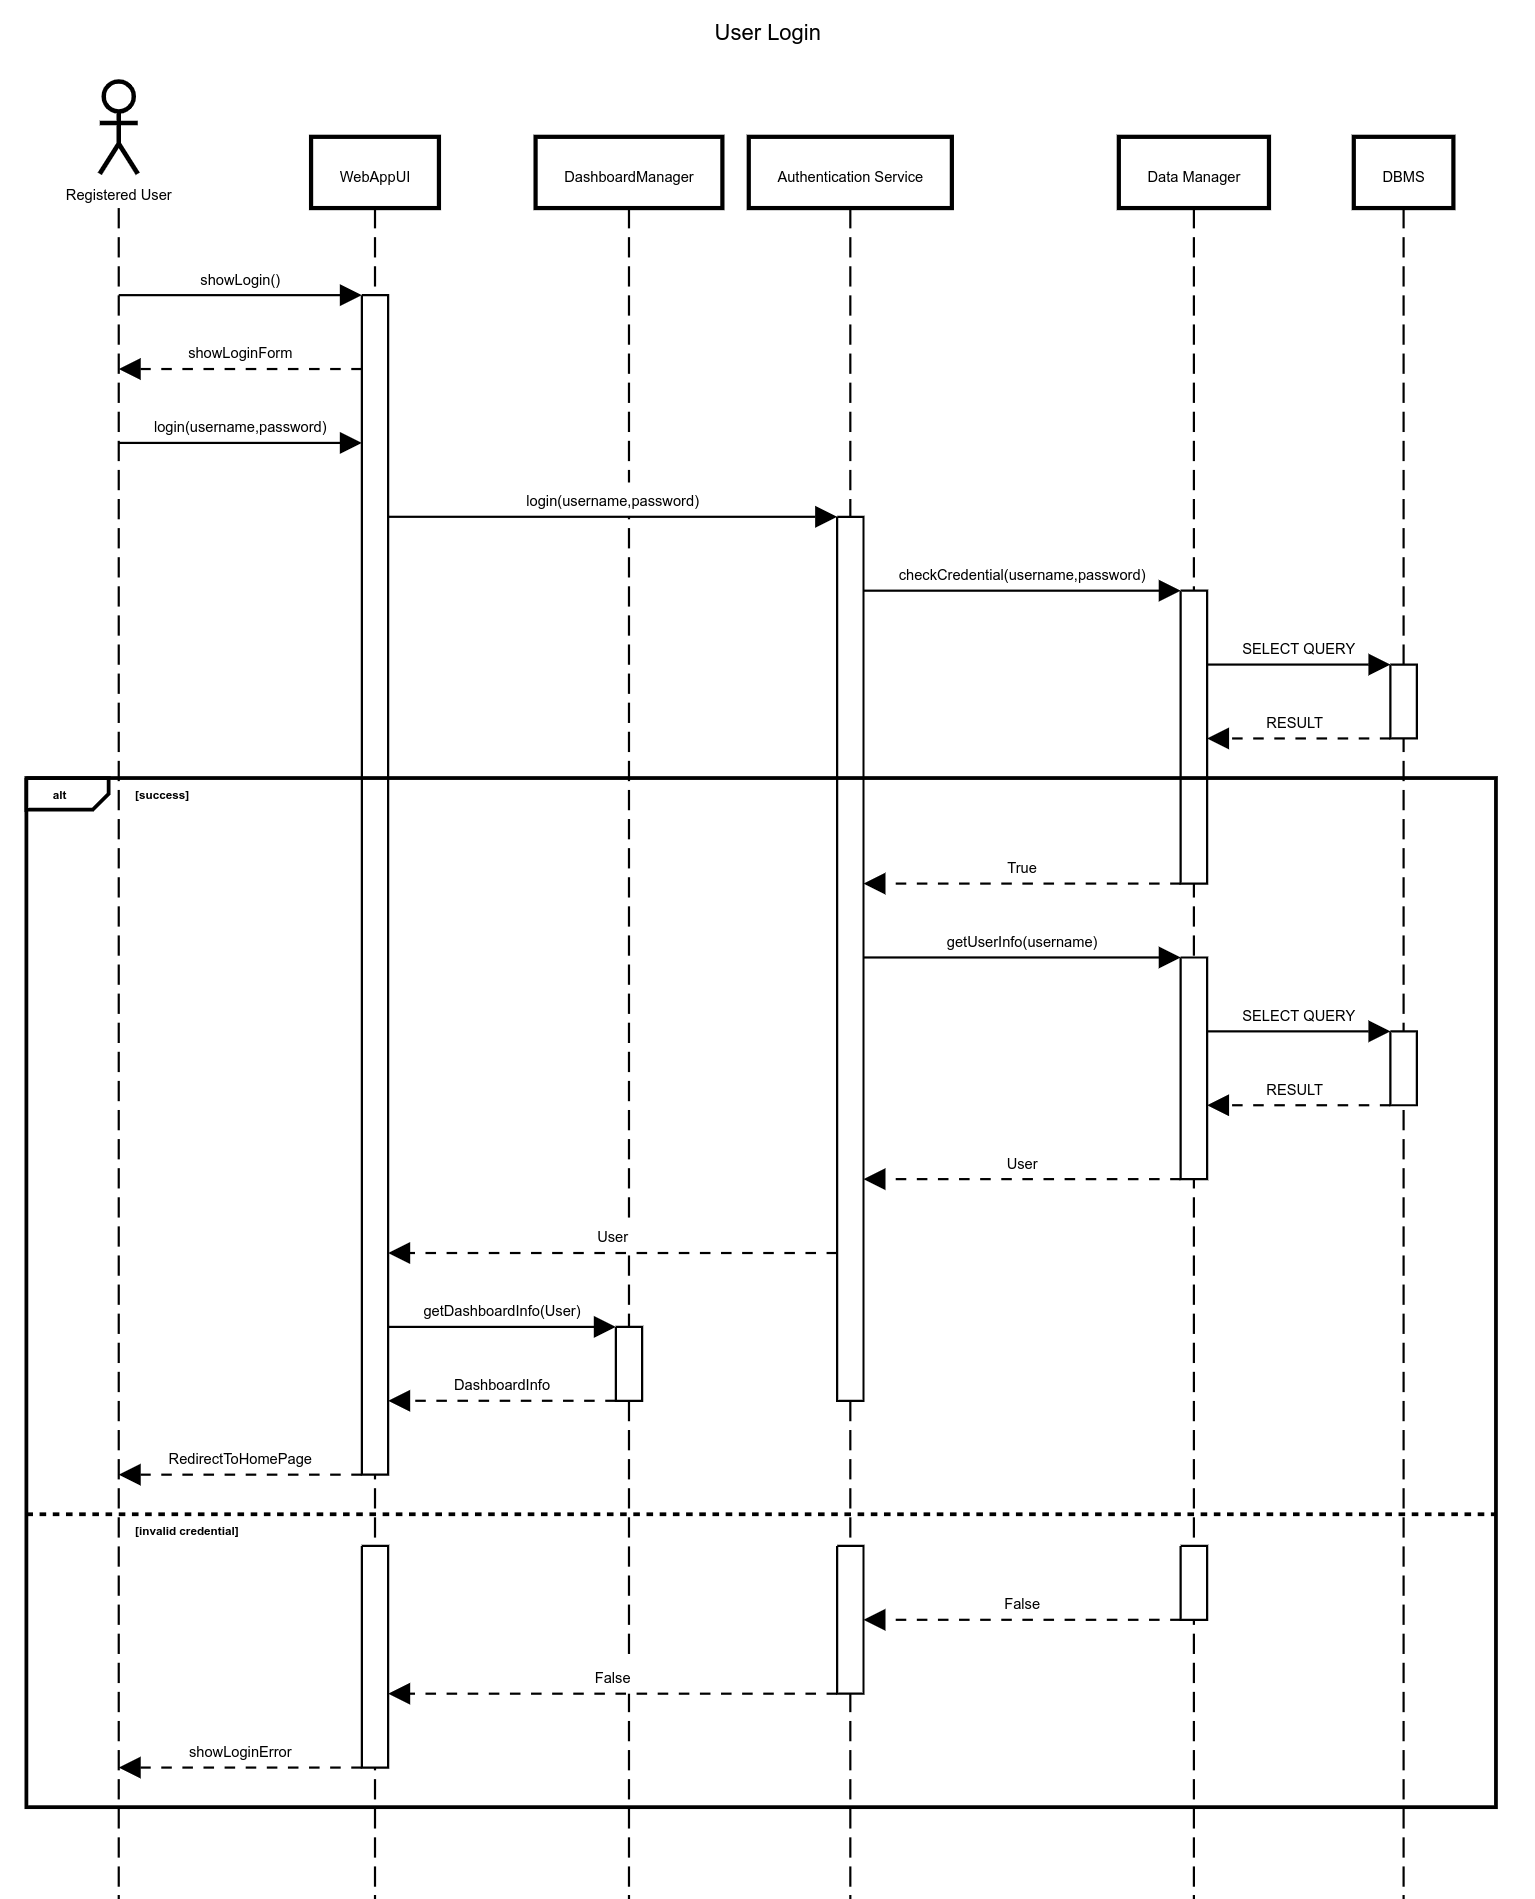 User Login
Registered User
WebAppUI
DashboardManager
Authentication Service
Data Manager
DBMS
showLogin()
showLoginForm
login(username,password)
login(username,password)
checkCredential(username,password)
SELECT QUERY
RESULT
alt
[success]
True
getUserInfo(username)
SELECT QUERY
RESULT
User
User
getDashboardInfo(User)
DashboardInfo
RedirectToHomePage
[invalid credential]
False
False
showLoginError